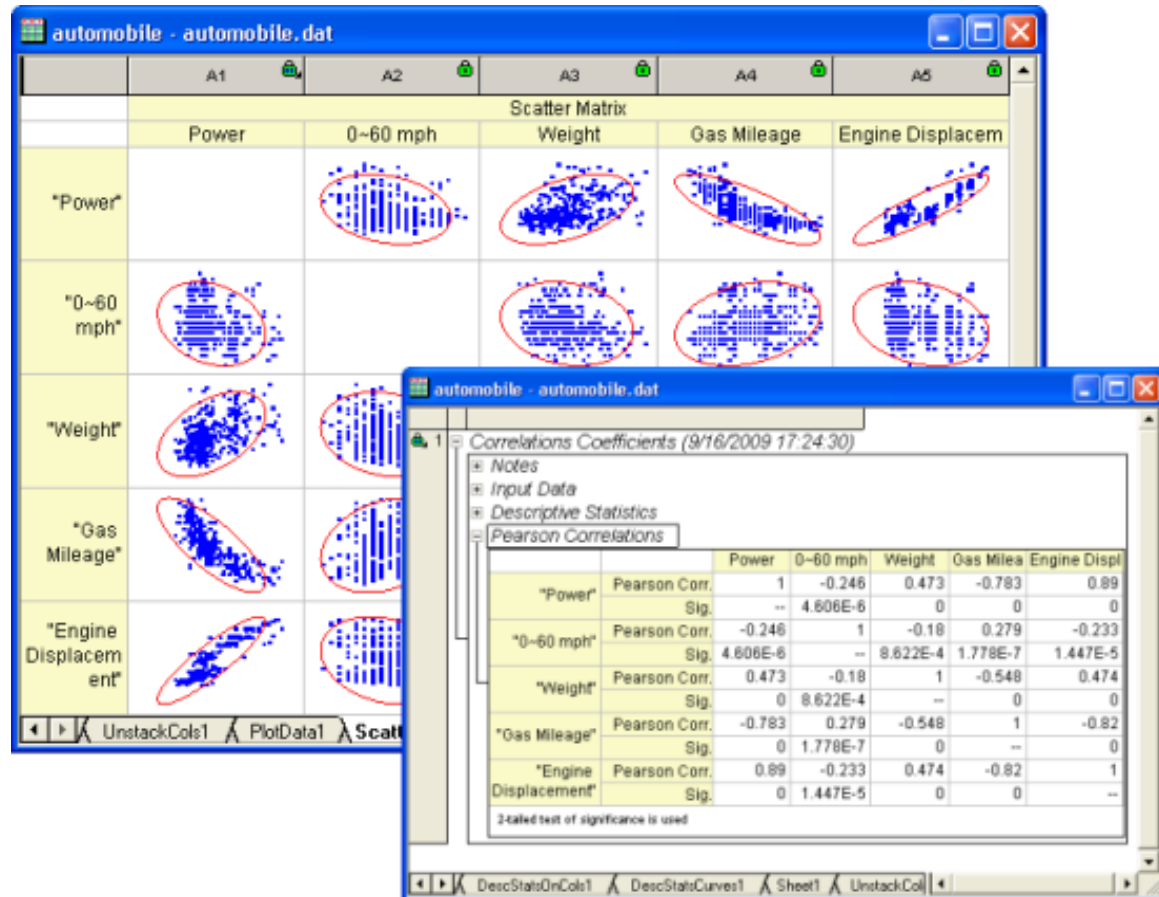 automobile - automobile.dat
A1 A2 A3 A4 A5
Scatter Matrix
Power 0~60 mph Weight Gas Mileage Engine Displacem
"Power"
"0~60
mph"
"Weight"
"Gas
Mileage"
"Engine
Displacem
ent"
UnstackCols1 PlotData1 Scatt
automobile - automobile.dat
1 Correlations Coefficients (9/16/2009 17:24:30)
Notes
Input Data
Descriptive Statistics
Pearson Correlations
Power 0~60 mph Weight Gas Milea Engine Displ
"Power" Pearson Corr. 1 -0.246 0.473 -0.783 0.89
Sig. -- 4.606E-6 0 0 0
"0~60 mph" Pearson Corr. -0.246 1 -0.18 0.279 -0.233
Sig. 4.606E-6 -- 8.622E-4 1.778E-7 1.447E-5
"Weight" Pearson Corr. 0.473 -0.18 1 -0.548 0.474
Sig. 0 8.622E-4 -- 0 0
"Gas Mileage" Pearson Corr. -0.783 0.279 -0.548 1 -0.82
Sig. 0 1.778E-7 0 -- 0
"Engine
Displacement" Pearson Corr. 0.89 -0.233 0.474 -0.82 1
Sig. 0 1.447E-5 0 0 --
2-tailed test of significance is used
DescStatsOnCols1 DescStatsCurves1 Sheet1 UnstackCol